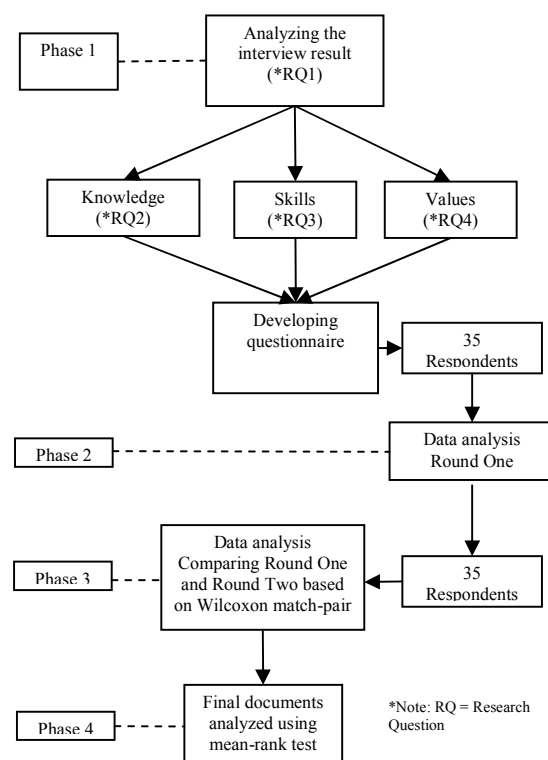 Phase 1
Analyzing the
interview result
(*RQ1)
Knowledge
(*RQ2)
Skills
(*RQ3)
Values
(*RQ4)
Developing
questionnaire
35
Respondents
Phase 2
Data analysis
Round One
Phase 3
Data analysis
Comparing Round One
and Round Two based
on Wilcoxon match-pair
35
Respondents
Phase 4
Final documents
analyzed using
mean-rank test
*Note: RQ = Research
Question